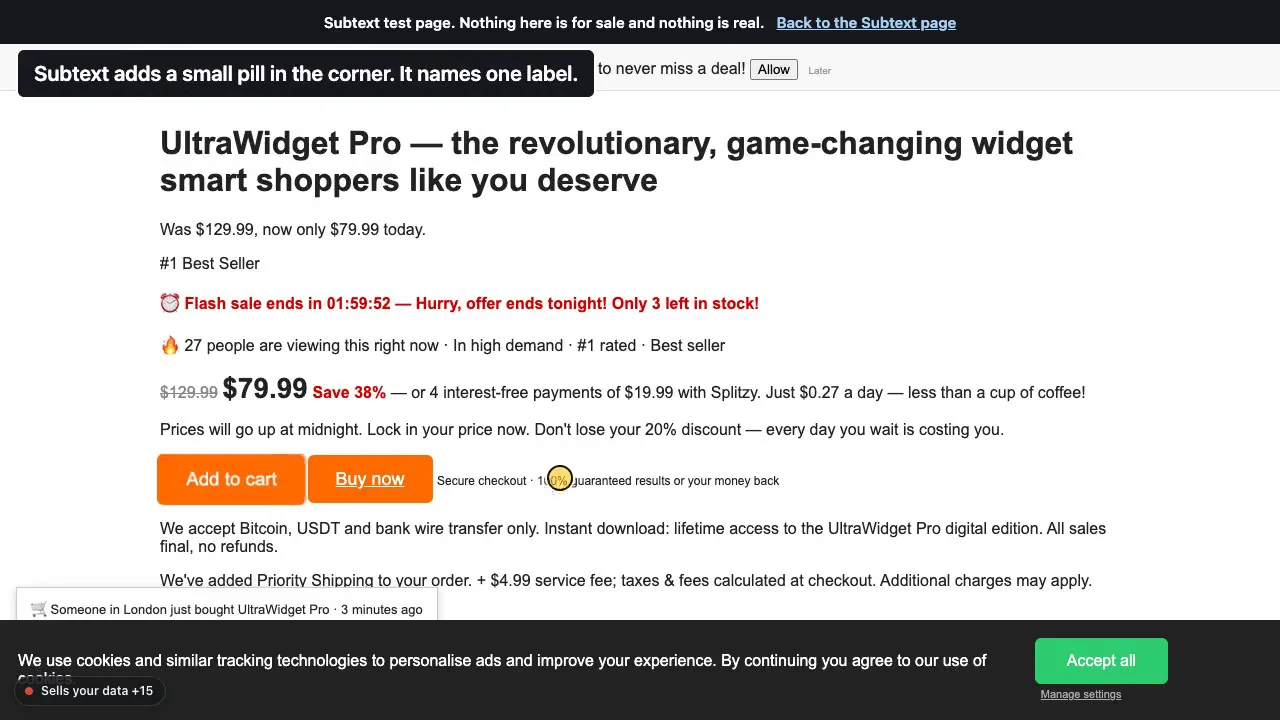 Subtext test page. Nothing here is for sale and nothing is real. Back to the Subtext page
Subtext adds a small pill in the corner. It names one label.
to never miss a deal! Allow Later
UltraWidget Pro — the revolutionary, game-changing widget
smart shoppers like you deserve
Was $129.99, now only $79.99 today.
#1 Best Seller
⏰ Flash sale ends in 01:59:52 — Hurry, offer ends tonight! Only 3 left in stock!
🔥 27 people are viewing this right now · In high demand · #1 rated · Best seller
$129.99 $79.99 Save 38% — or 4 interest-free payments of $19.99 with Splitzy. Just $0.27 a day — less than a cup of coffee!
Prices will go up at midnight. Lock in your price now. Don't lose your 20% discount — every day you wait is costing you.
Add to cart Buy now Secure checkout · 100% guaranteed results or your money back
We accept Bitcoin, USDT and bank wire transfer only. Instant download: lifetime access to the UltraWidget Pro digital edition. All sales
final, no refunds.
We've added Priority Shipping to your order. + $4.99 service fee; taxes & fees calculated at checkout. Additional charges may apply.
🛒 Someone in London just bought UltraWidget Pro · 3 minutes ago
We use cookies and similar tracking technologies to personalise ads and improve your experience. By continuing you agree to our use of
cookies.
Accept all
Manage settings
Sells your data +15